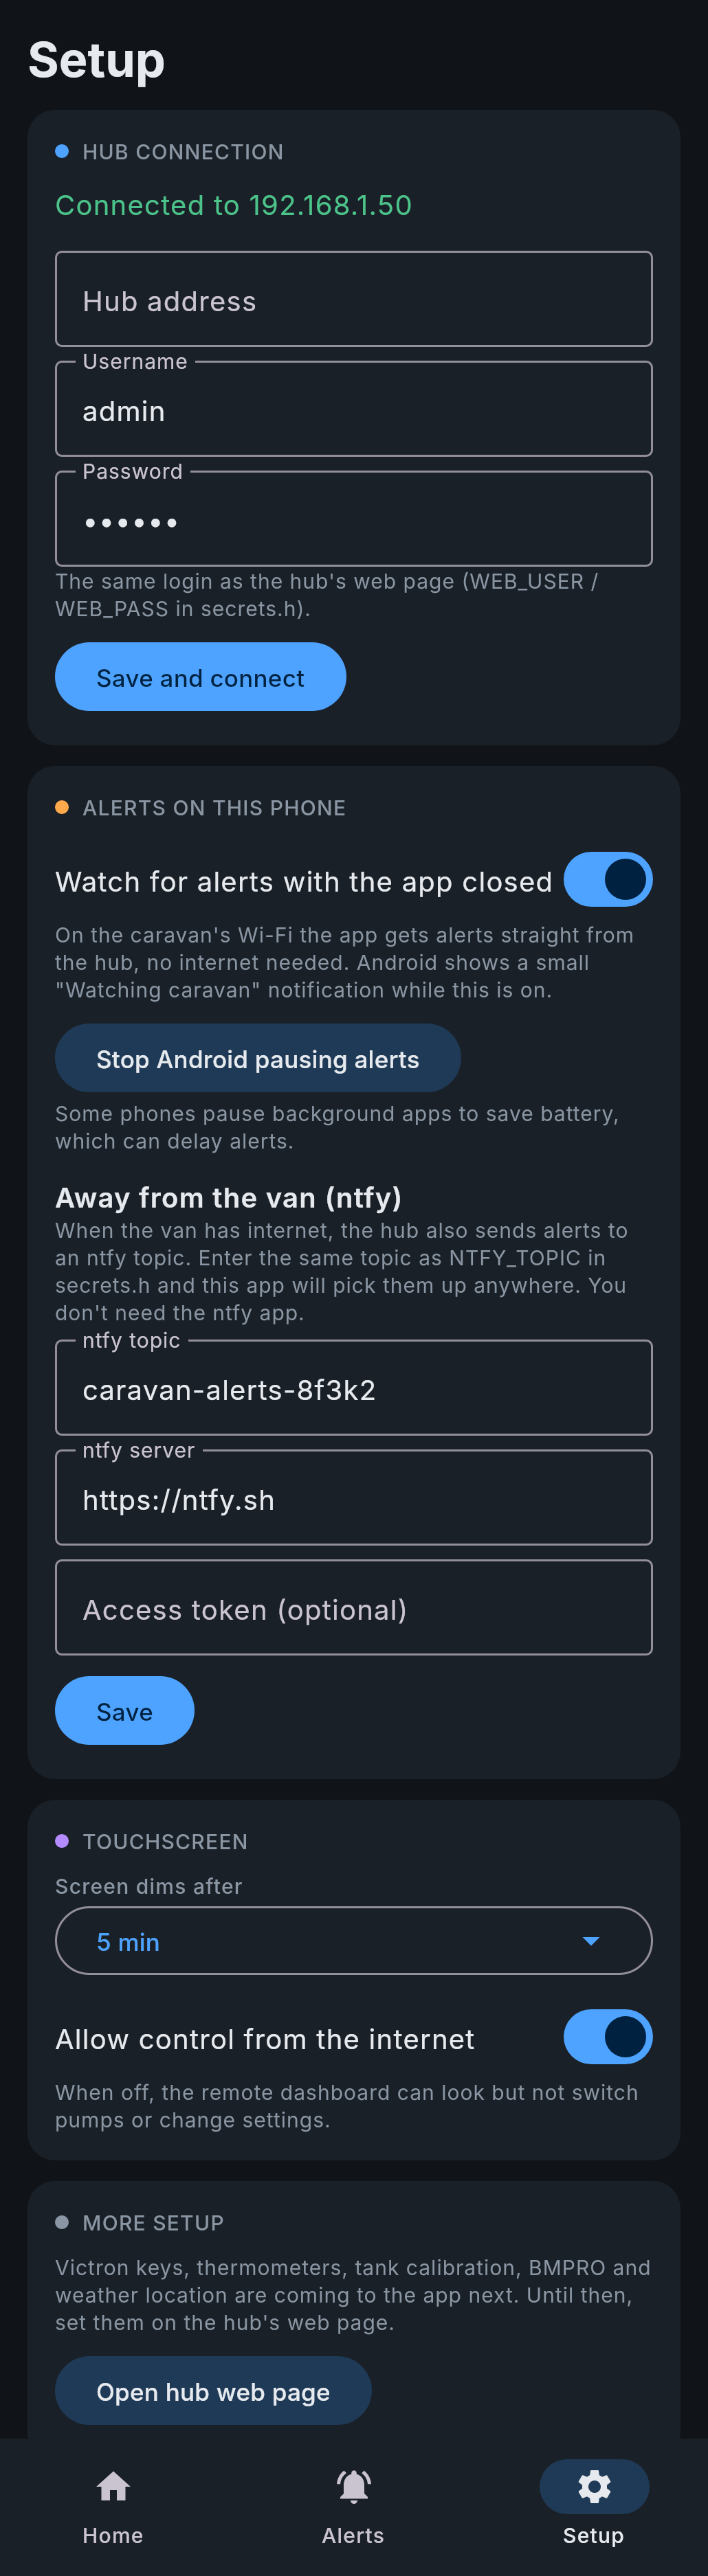 Setup
HUB CONNECTION
Connected to 192.168.1.50
Hub address
Username
admin
Password
••••••
The same login as the hub's web page (WEB_USER /
WEB_PASS in secrets.h).
Save and connect
ALERTS ON THIS PHONE
Watch for alerts with the app closed
On the caravan's Wi-Fi the app gets alerts straight from
the hub, no internet needed. Android shows a small
"Watching caravan" notification while this is on.
Stop Android pausing alerts
Some phones pause background apps to save battery,
which can delay alerts.
Away from the van (ntfy)
When the van has internet, the hub also sends alerts to
an ntfy topic. Enter the same topic as NTFY_TOPIC in
secrets.h and this app will pick them up anywhere. You
don't need the ntfy app.
ntfy topic
caravan-alerts-8f3k2
ntfy server
https://ntfy.sh
Access token (optional)
Save
TOUCHSCREEN
Screen dims after
5 min
Allow control from the internet
When off, the remote dashboard can look but not switch
pumps or change settings.
MORE SETUP
Victron keys, thermometers, tank calibration, BMPRO and
weather location are coming to the app next. Until then,
set them on the hub's web page.
Open hub web page
Home
Alerts
Setup